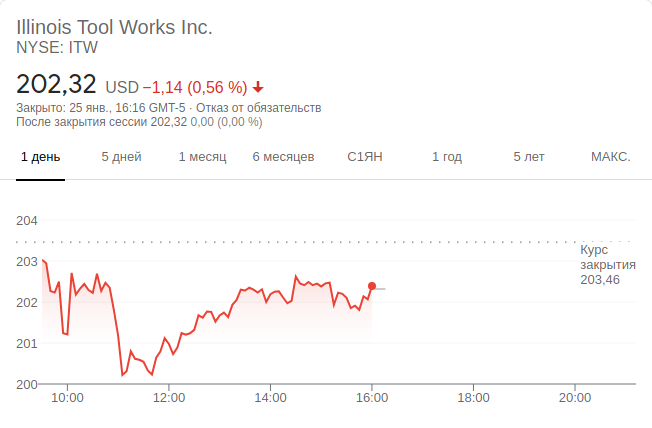 Illinois Tool Works Inc.
NYSE: ITW
202,32 USD −1,14 (0,56 %)
Закрыто: 25 янв., 16:16 GMT-5 · Отказ от обязательств
После закрытия сессии 202,32 0,00 (0,00 %)
1 день 5 дней 1 месяц 6 месяцев С1ЯН 1 год 5 лет МАКС.
204
203
202
201
200
Курс
закрытия
203,46
10:00 12:00 14:00 16:00 18:00 20:00